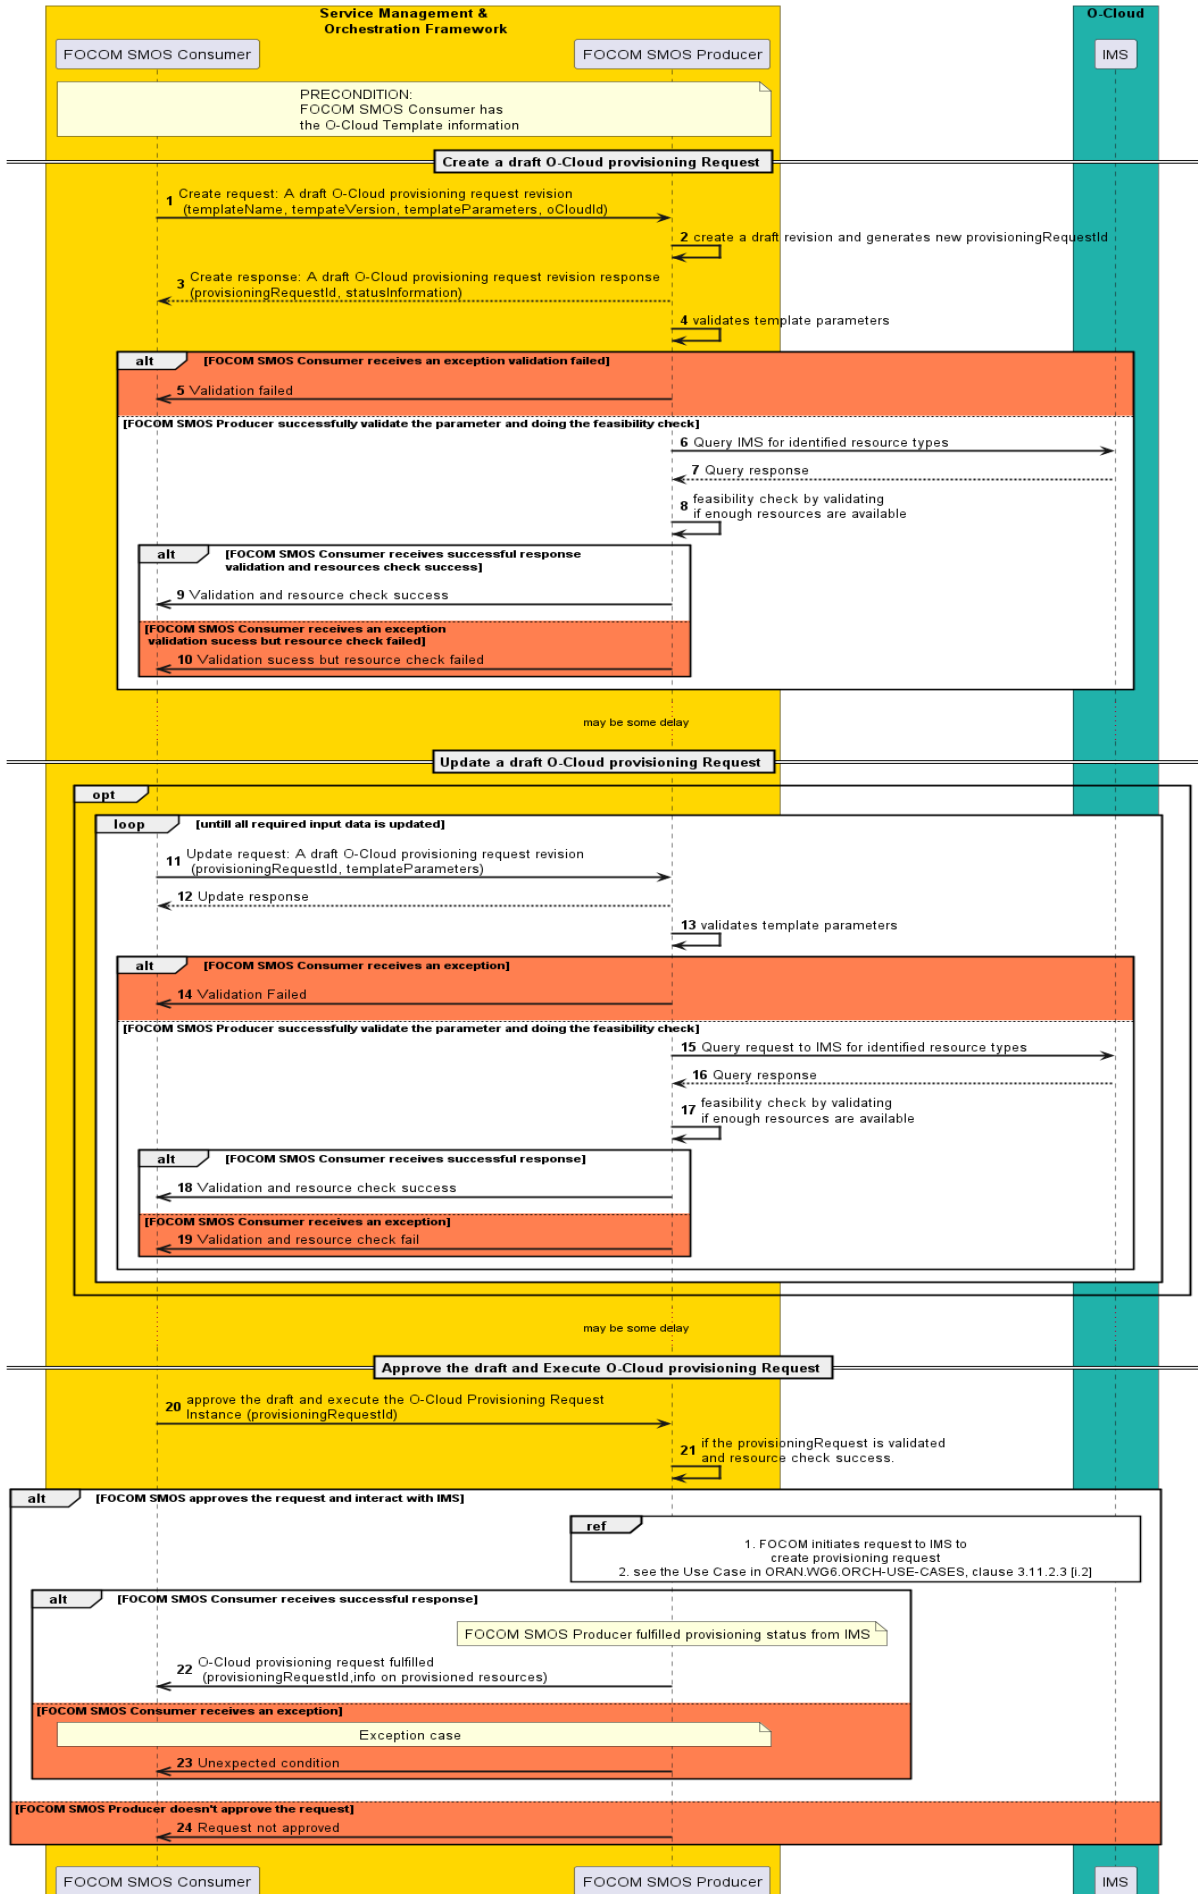 Service Management &
Orchestration Framework
O-Cloud
FOCOM SMOS Consumer
FOCOM SMOS Producer
IMS
PRECONDITION:
FOCOM SMOS Consumer has
the O-Cloud Template information
Create a draft O-Cloud provisioning Request
1 Create request: A draft O-Cloud provisioning request revision
(templateName, tempateVersion, templateParameters, oCloudId)
2 create a draft revision and generates new provisioningRequestId
3 Create response: A draft O-Cloud provisioning request revision response
(provisioningRequestId, statusInformation)
4 validates template parameters
alt [FOCOM SMOS Consumer receives an exception validation failed]
5 Validation failed
[FOCOM SMOS Producer successfully validate the parameter and doing the feasibility check]
6 Query IMS for identified resource types
7 Query response
8 feasibility check by validating
if enough resources are available
alt [FOCOM SMOS Consumer receives successful response
validation and resources check success]
9 Validation and resource check success
[FOCOM SMOS Consumer receives an exception
validation sucess but resource check failed]
10 Validation sucess but resource check failed
may be some delay
Update a draft O-Cloud provisioning Request
opt
loop [untill all required input data is updated]
11 Update request: A draft O-Cloud provisioning request revision
(provisioningRequestId, templateParameters)
12 Update response
13 validates template parameters
alt [FOCOM SMOS Consumer receives an exception]
14 Validation Failed
[FOCOM SMOS Producer successfully validate the parameter and doing the feasibility check]
15 Query request to IMS for identified resource types
16 Query response
17 feasibility check by validating
if enough resources are available
alt [FOCOM SMOS Consumer receives successful response]
18 Validation and resource check success
[FOCOM SMOS Consumer receives an exception]
19 Validation and resource check fail
may be some delay
Approve the draft and Execute O-Cloud provisioning Request
20 approve the draft and execute the O-Cloud Provisioning Request
Instance (provisioningRequestId)
21 if the provisioningRequest is validated
and resource check success.
alt [FOCOM SMOS approves the request and interact with IMS]
ref
1. FOCOM initiates request to IMS to
create provisioning request
2. see the Use Case in ORAN.WG6.ORCH-USE-CASES, clause 3.11.2.3 [i.2]
alt [FOCOM SMOS Consumer receives successful response]
FOCOM SMOS Producer fulfilled provisioning status from IMS
22 O-Cloud provisioning request fulfilled
(provisioningRequestId,info on provisioned resources)
[FOCOM SMOS Consumer receives an exception]
Exception case
23 Unexpected condition
[FOCOM SMOS Producer doesn't approve the request]
24 Request not approved
FOCOM SMOS Consumer
FOCOM SMOS Producer
IMS